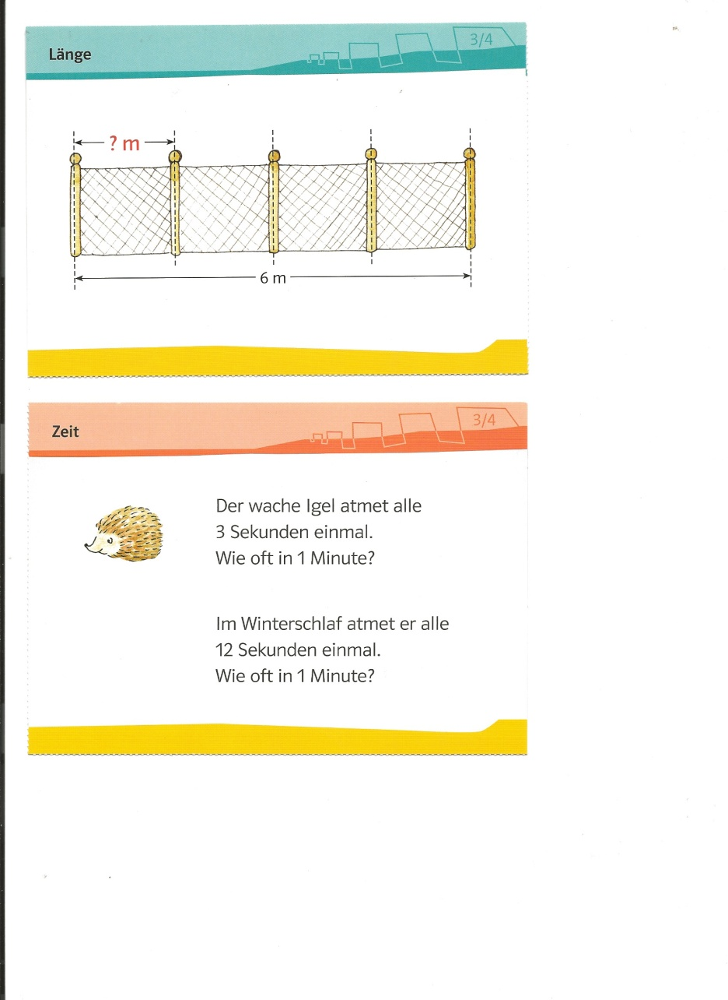 Länge
3/4
? m
6 m
Zeit
3/4
Der wache Igel atmet alle
3 Sekunden einmal.
Wie oft in 1 Minute?
Im Winterschlaf atmet er alle
12 Sekunden einmal.
Wie oft in 1 Minute?